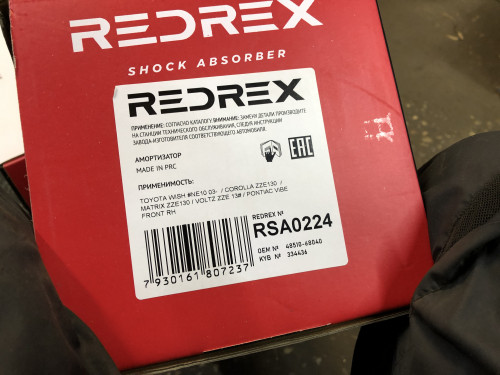 REDREX
SHOCK ABSORBER
REDREX
ПРИМЕНЕНИЕ: СОГЛАСНО КАТАЛОГУ. ВНИМАНИЕ: ЗАМЕНУ ДЕТАЛИ ПРОИЗВОДИТЕ
НА СТАНЦИИ ТЕХНИЧЕСКОГО ОБСЛУЖИВАНИЯ, СЛЕДУЯ ИНСТРУКЦИИ
ЗАВОДА-ИЗГОТОВИТЕЛЯ СООТВЕТСТВУЮЩЕГО АВТОМОБИЛЯ.
АМОРТИЗАТОР
MADE IN PRC
EAC
ПРИМЕНИМОСТЬ:
TOYOTA WISH #NE10 03- / COROLLA ZZE130 /
MATRIX ZZE130 / VOLTZ ZZE 13# / PONTIAC VIBE
FRONT RH
REDREX №
RSA0224
OEM № 48510-68040
KYB № 334436
7 930161 807237